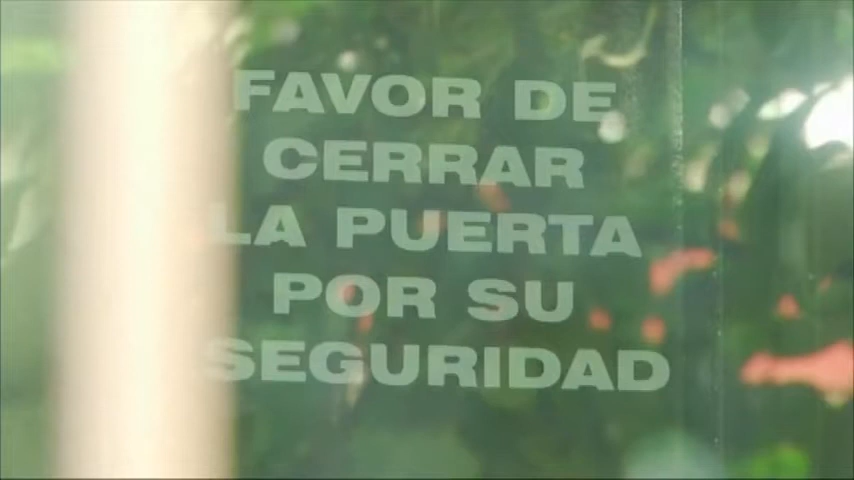 FAVOR DE
CERRAR
LA PUERTA
POR SU
SEGURIDAD